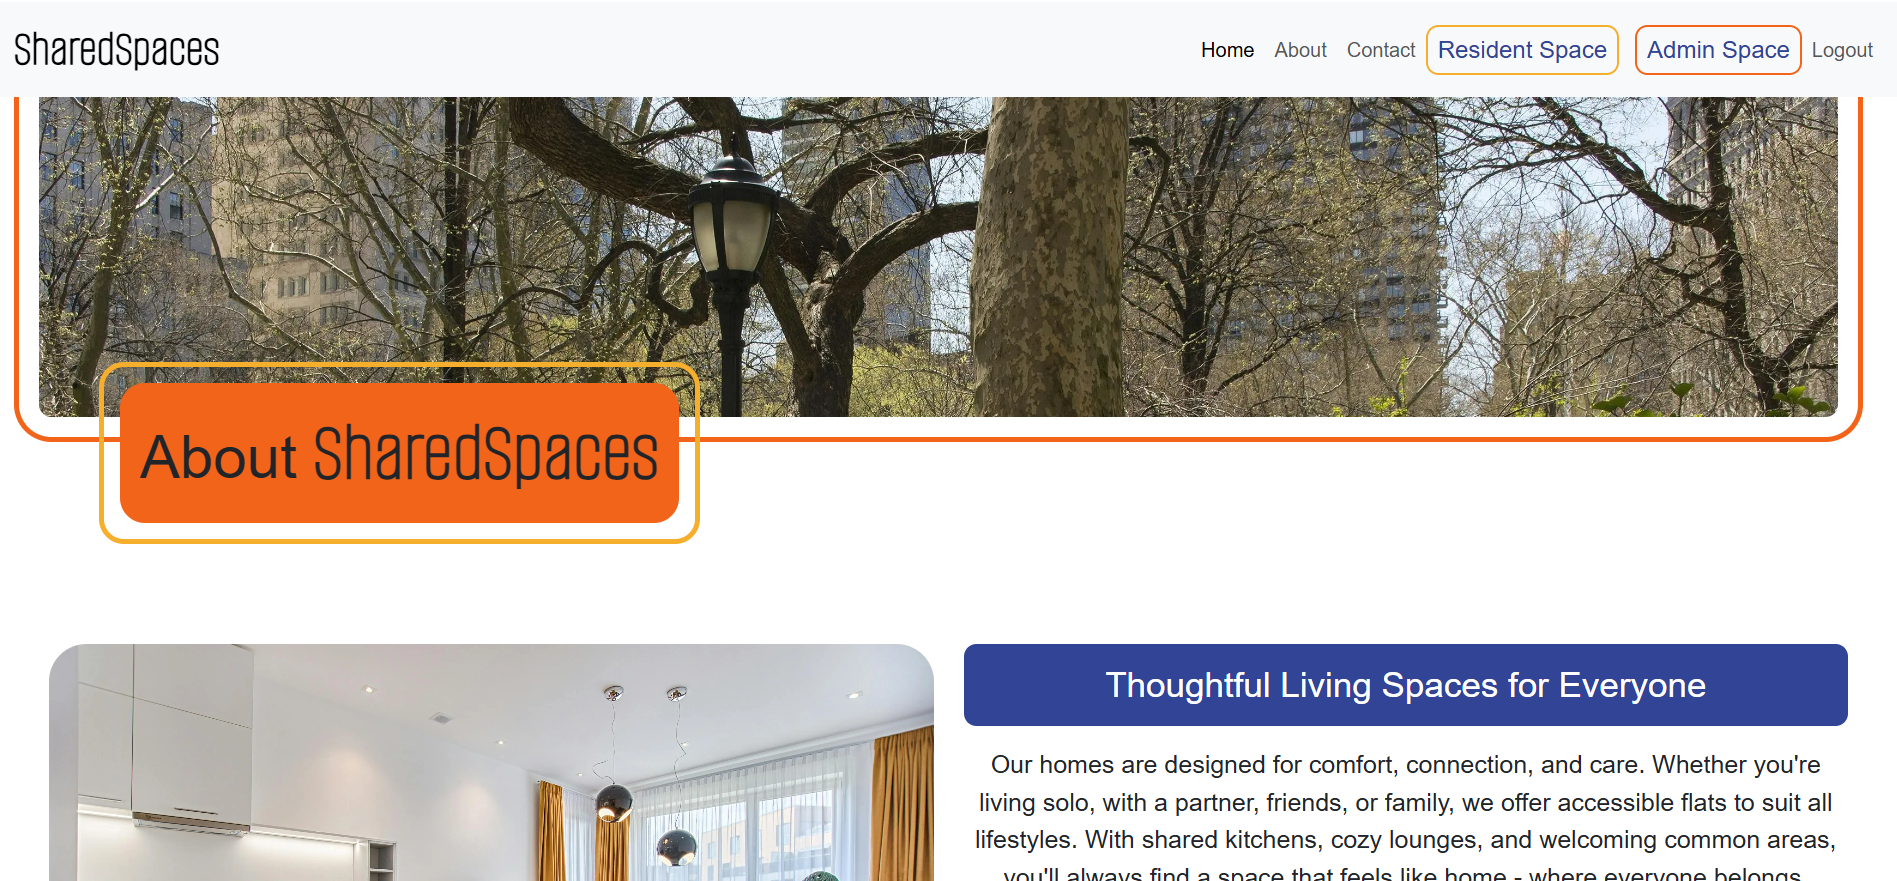 SharedSpaces
Home About Contact Resident Space Admin Space Logout
About SharedSpaces
Thoughtful Living Spaces for Everyone
Our homes are designed for comfort, connection, and care. Whether you're
living solo, with a partner, friends, or family, we offer accessible flats to suit all
lifestyles. With shared kitchens, cozy lounges, and welcoming common areas,
you'll always find a space that feels like home - where everyone belongs.